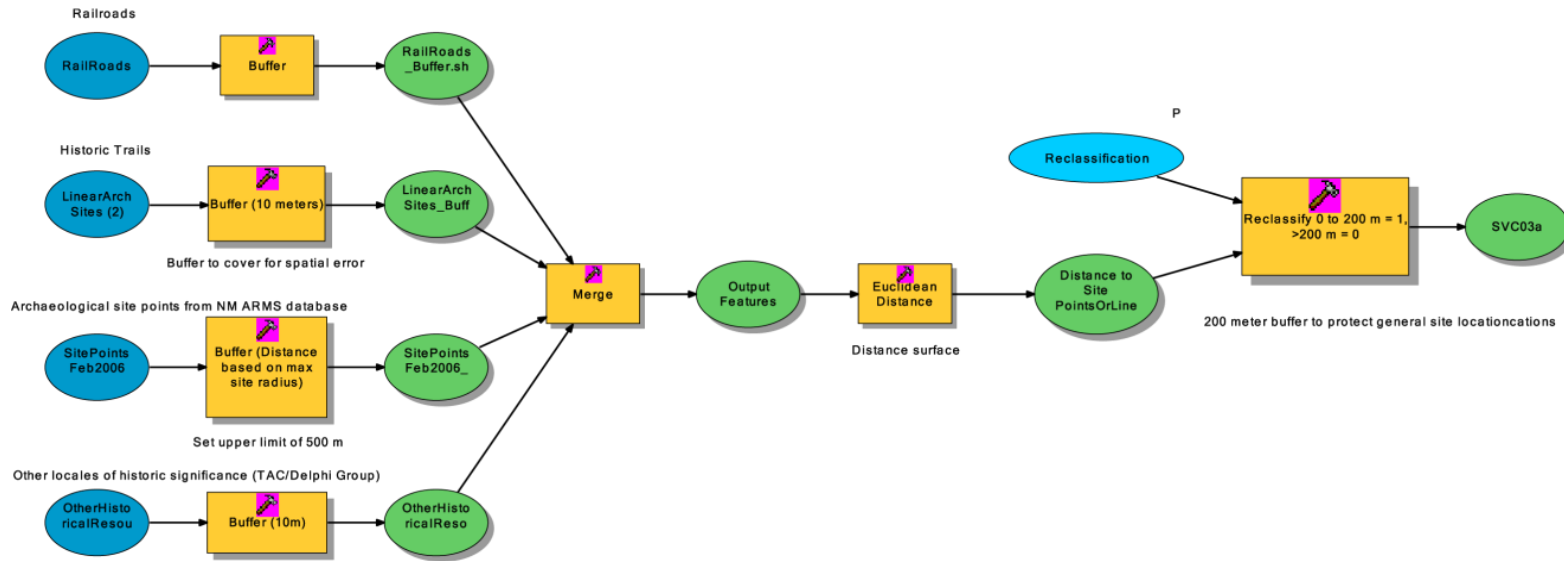 Railroads
RailRoads
Buffer
RailRoads
_Buffer.sh
Historic Trails
LinearArch
Sites (2)
Buffer (10 meters)
LinearArch
Sites_Buff
Buffer to cover for spatial error
Archaeological site points from NM ARMS database
SitePoints
Feb2006
Buffer (Distance
based on max
site radius)
SitePoints
Feb2006_
Set upper limit of 500 m
Other locales of historic significance (TAC/Delphi Group)
OtherHisto
ricalResou
Buffer (10m)
OtherHisto
ricalReso
Merge
Output
Features
Euclidean
Distance
Distance surface
Distance to
Site
PointsOrLine
P
Reclassification
Reclassify 0 to 200 m = 1,
>200 m = 0
200 meter buffer to protect general site locationcations
SVC03a